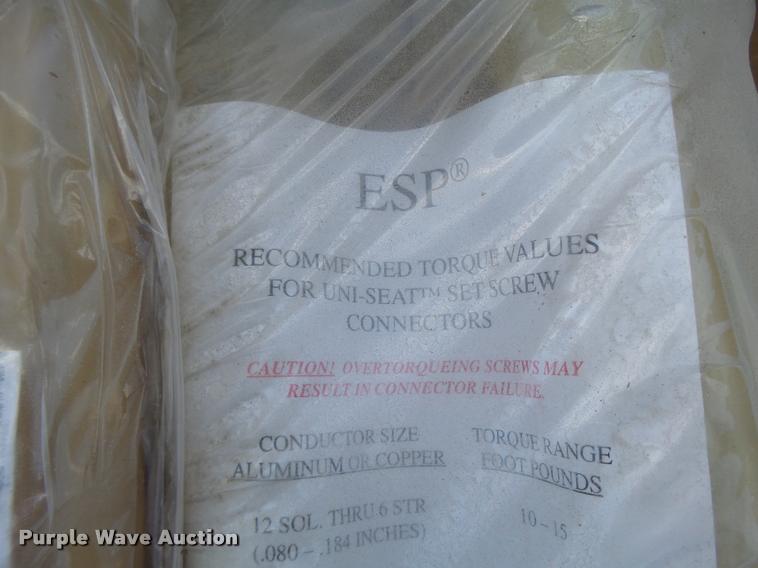 ESP®
RECOMMENDED TORQUE VALUES
FOR UNI-SEAT™ SET SCREW
CONNECTORS
CAUTION! OVERTORQUEING SCREWS MAY
RESULT IN CONNECTOR FAILURE.
CONDUCTOR SIZE
ALUMINUM OR COPPER
TORQUE RANGE
FOOT POUNDS
12 SOL. THRU 6 STR
(.080 – .184 INCHES)
10 – 15
Purple Wave Auction